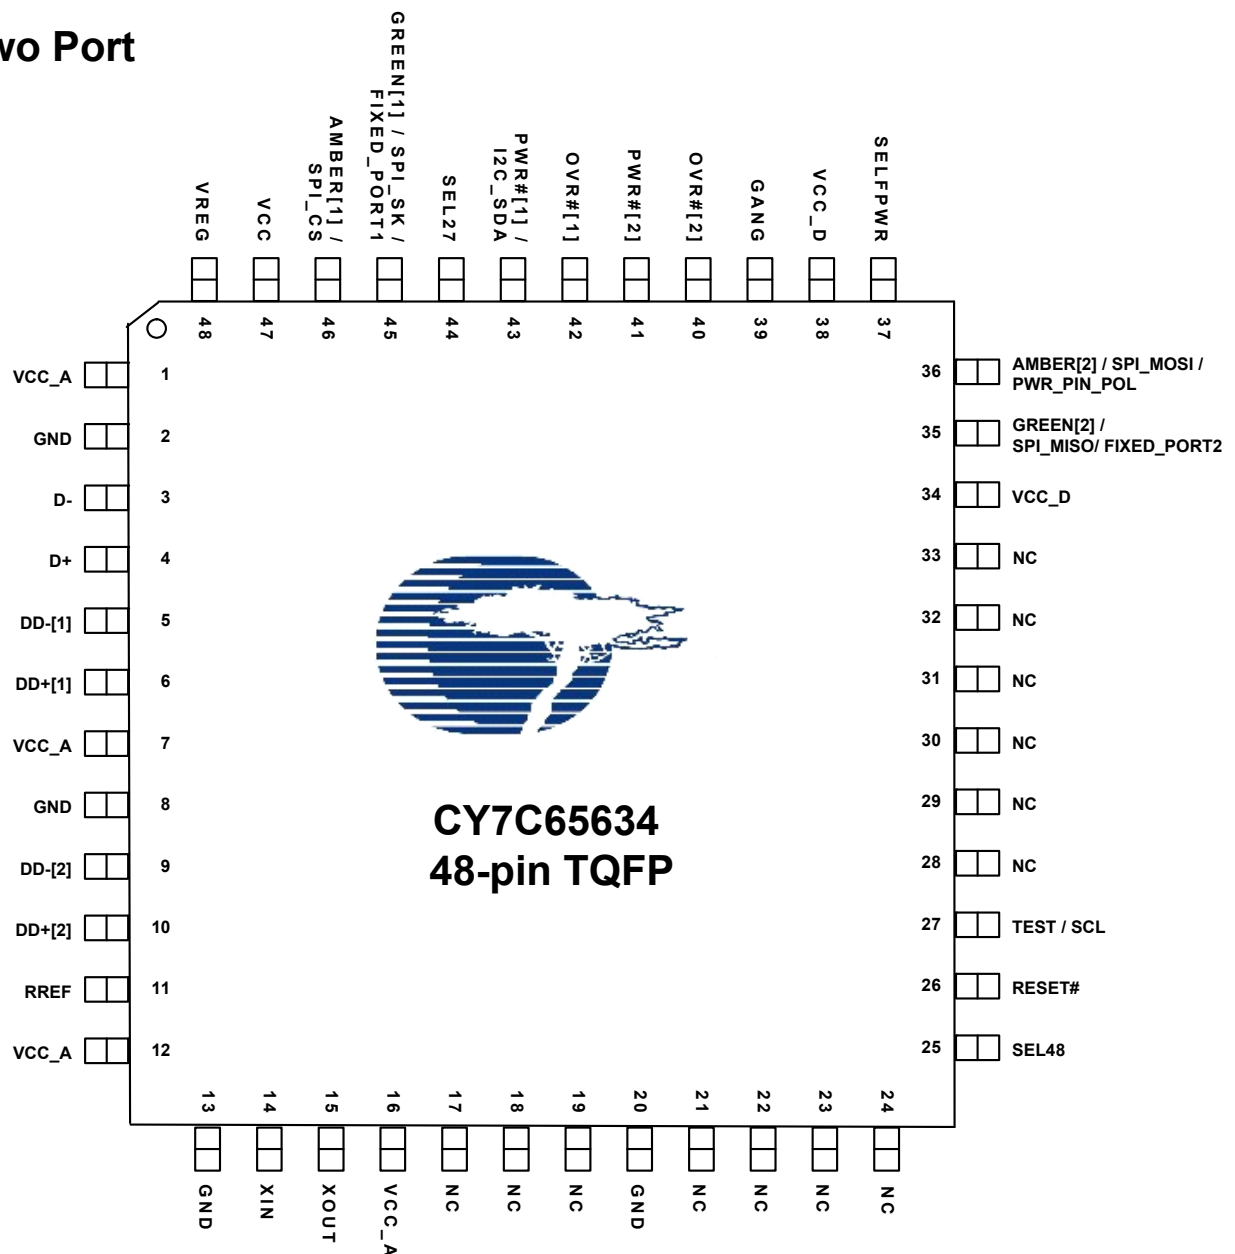 wo Port
GREEN[1] / SPI_SK /
FIXED_PORT1
AMBER[1] /
SPI_CS
PWR#[1] /
I2C_SDA
VREG
VCC
SEL27
OVR#[1]
PWR#[2]
OVR#[2]
GANG
VCC_D
SELFPWR
48
47
46
45
44
43
42
41
40
39
38
37
VCC_A 1
GND 2
D- 3
D+ 4
DD-[1] 5
DD+[1] 6
VCC_A 7
GND 8
DD-[2] 9
DD+[2] 10
RREF 11
VCC_A 12
36 AMBER[2] / SPI_MOSI /
PWR_PIN_POL
35 GREEN[2] /
SPI_MISO/ FIXED_PORT2
34 VCC_D
33 NC
32 NC
31 NC
30 NC
29 NC
28 NC
27 TEST / SCL
26 RESET#
25 SEL48
CY7C65634
48-pin TQFP
13
14
15
16
17
18
19
20
21
22
23
24
GND
XIN
XOUT
VCC_A
NC
NC
NC
GND
NC
NC
NC
NC